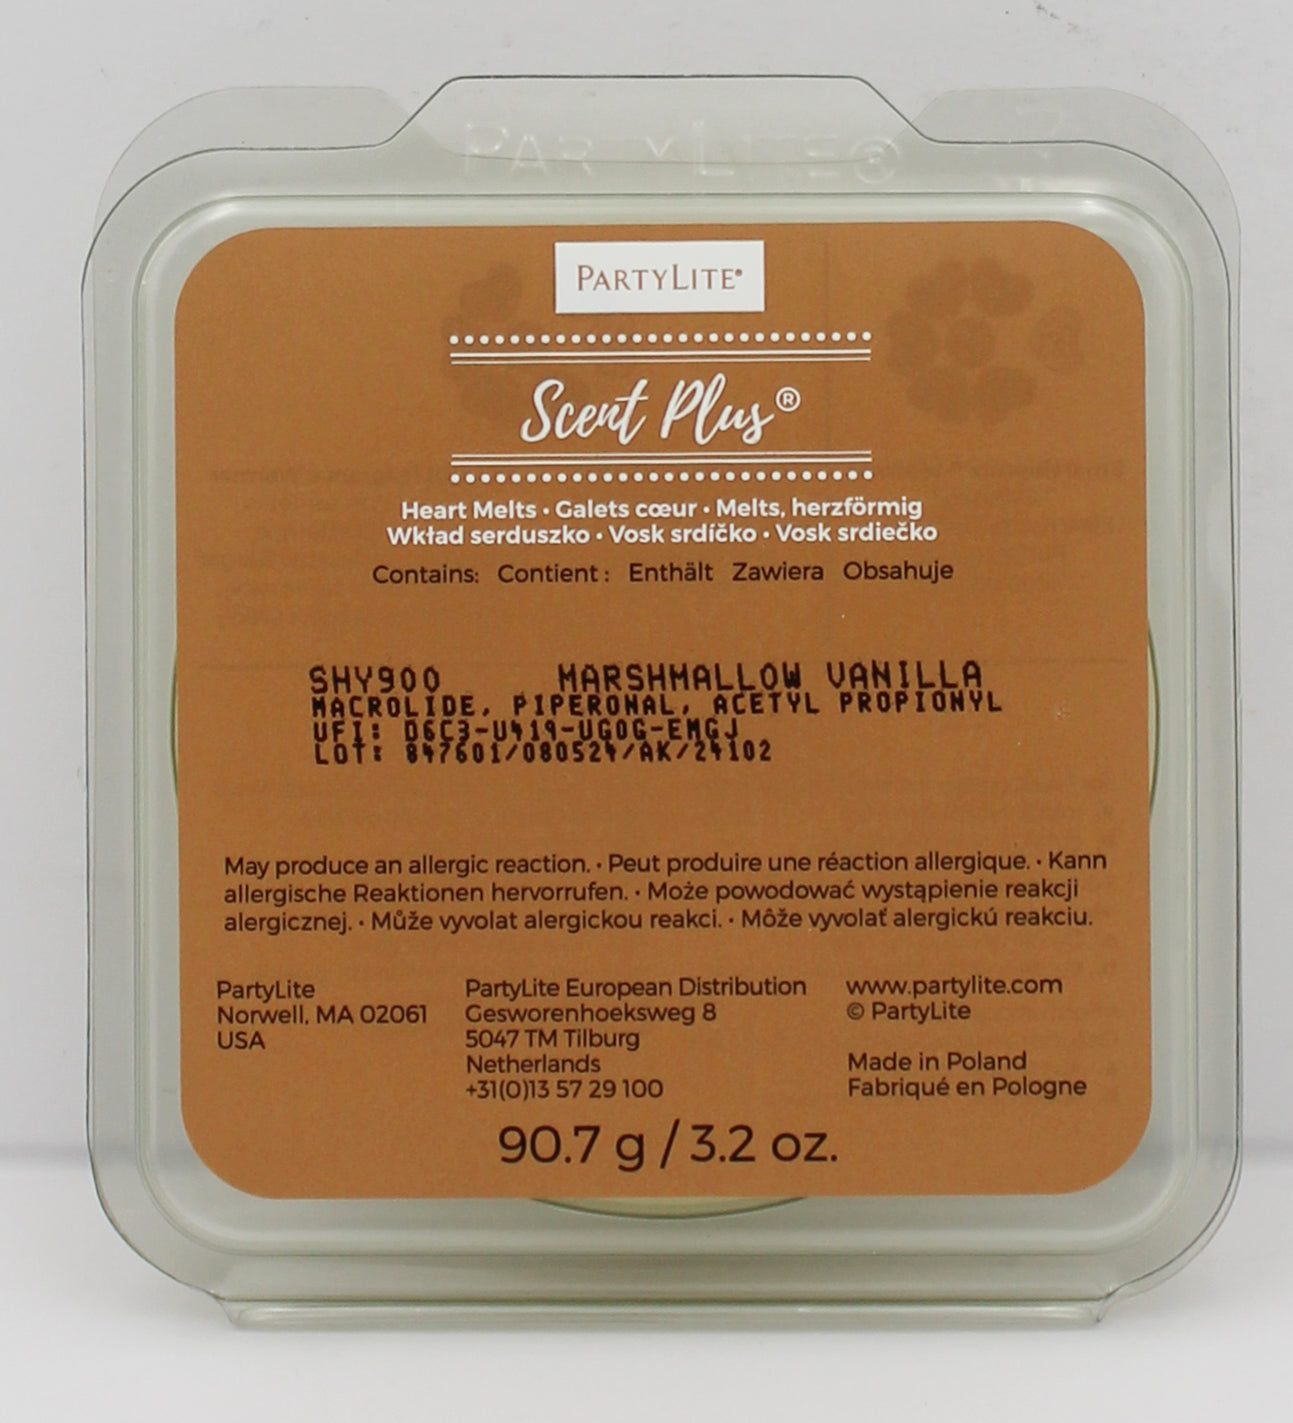 PARTYLITE®
PARTYLITE®
Scent Plus®
Heart Melts • Galets cœur • Melts, herzförmig
Wkład serduszko • Vosk srdíčko • Vosk srdiečko
Contains: Contient : Enthält Zawiera Obsahuje
SHY900 MARSHMALLOW VANILLA
MACROLIDE, PIPERONAL, ACETYL PROPIONYL
UFI: D6C3-U419-UG0G-EMGJ
LOT: 847601/080524/AK/24102
May produce an allergic reaction. • Peut produire une réaction allergique. • Kann
allergische Reaktionen hervorrufen. • Może powodować wystąpienie reakcji
alergicznej. • Může vyvolat alergickou reakci. • Môže vyvolať alergickú reakciu.
PartyLite
Norwell, MA 02061
USA
PartyLite European Distribution
Gesworenhoeksweg 8
5047 TM Tilburg
Netherlands
+31(0)13 57 29 100
www.partylite.com
© PartyLite
Made in Poland
Fabriqué en Pologne
90.7 g / 3.2 oz.